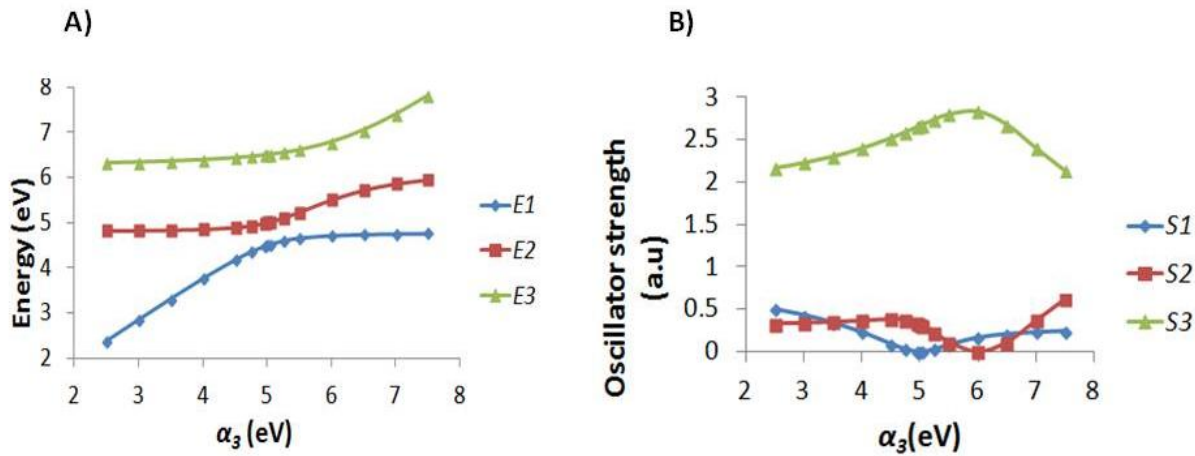 A)
8
7
6
5
4
3
2
2 3 4 5 6 7 8
Energy (eV)
α3 (eV)
E1
E2
E3
B)
3
2.5
2
1.5
1
0.5
0
2 3 4 5 6 7 8
Oscillator strength
(a.u)
α3(eV)
S1
S2
S3